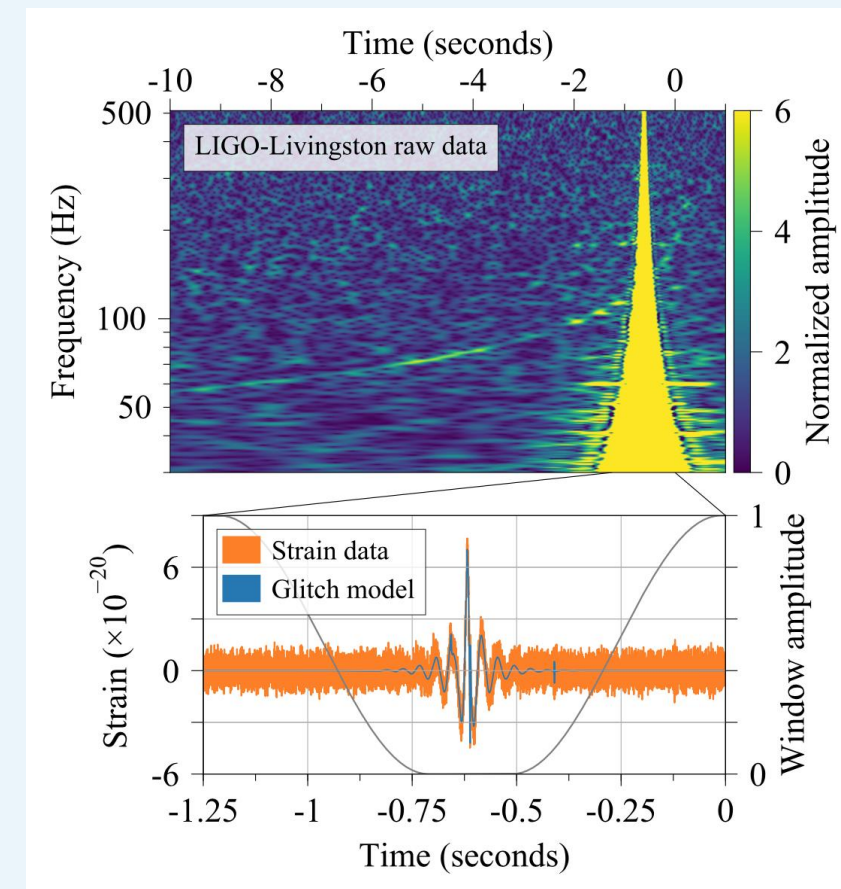 Time (seconds)
-10 -8 -6 -4 -2 0
500
100
50
Frequency (Hz)
LIGO-Livingston raw data
6
4
2
0
Normalized amplitude
Strain data
Glitch model
6
0
-6
Strain (×10⁻²⁰)
1
0
Window amplitude
-1.25 -1 -0.75 -0.5 -0.25 0
Time (seconds)